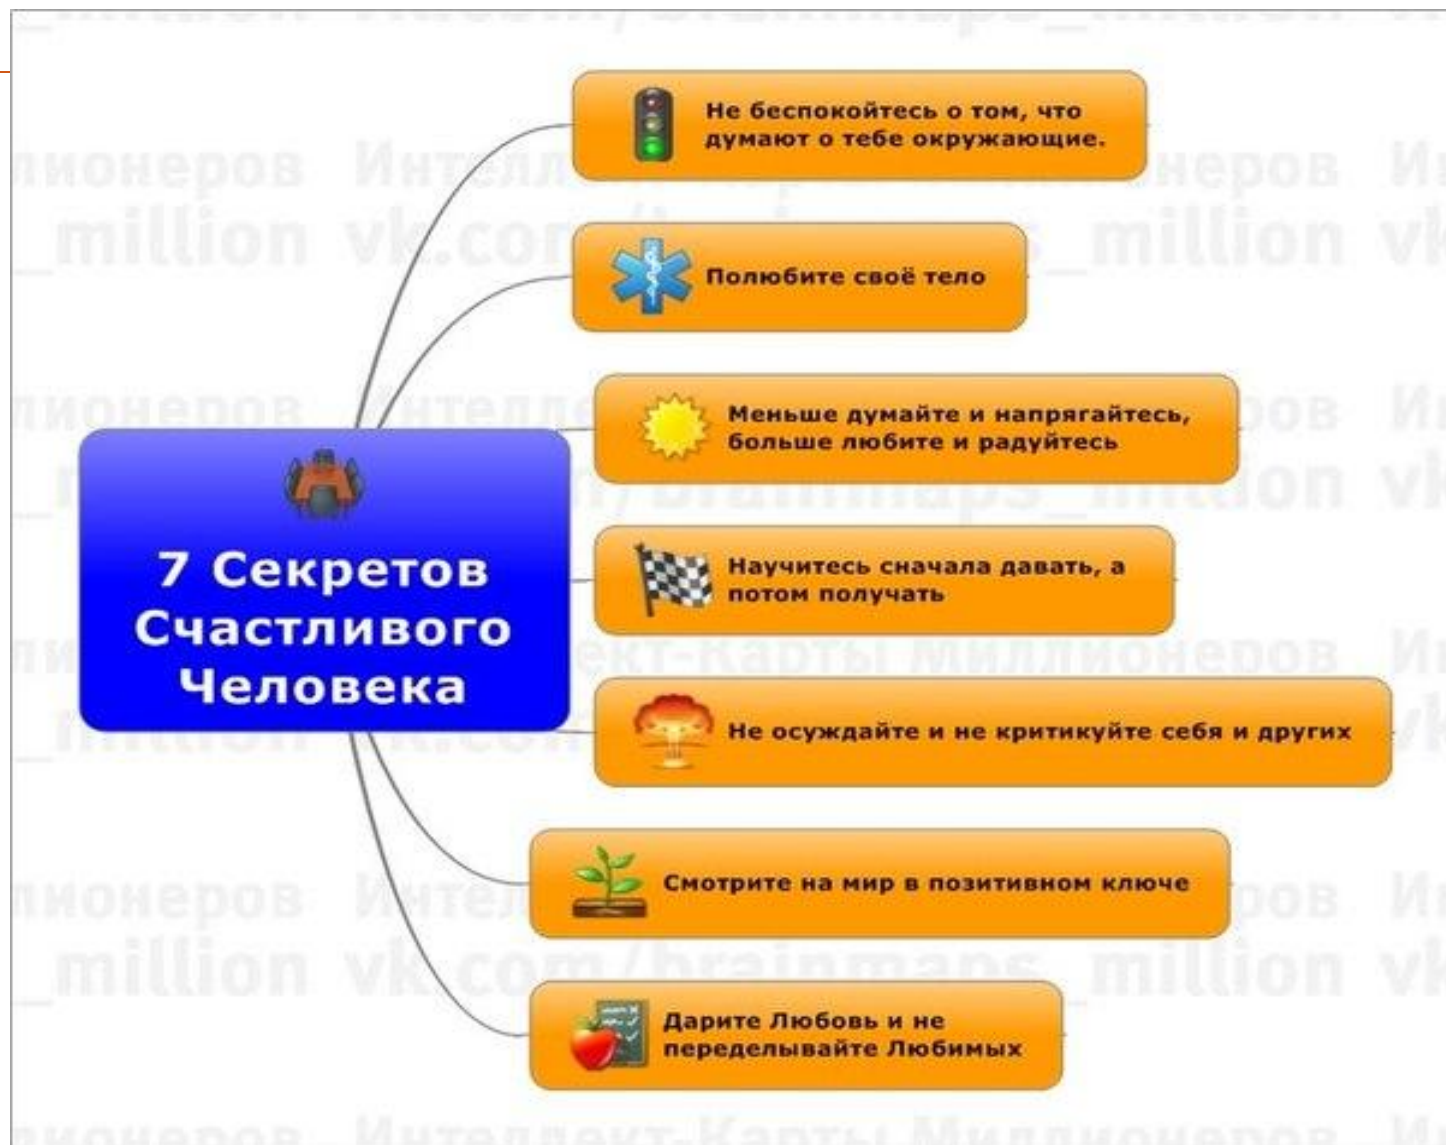 7 Секретов
Счастливого
Человека
Не беспокойтесь о том, что
думают о тебе окружающие.
Полюбите своё тело
Меньше думайте и напрягайтесь,
больше любите и радуйтесь
Научитесь сначала давать, а
потом получать
Не осуждайте и не критикуйте себя и других
Смотрите на мир в позитивном ключе
Дарите Любовь и не
переделывайте Любимых